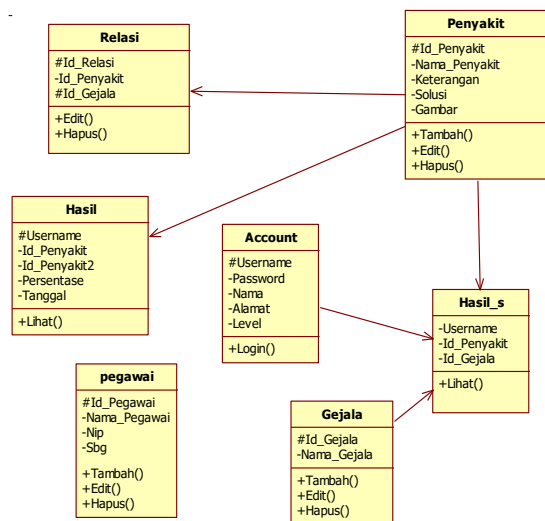 -
Relasi
#Id_Relasi
-Id_Penyakit
#Id_Gejala
+Edit()
+Hapus()
Penyakit
#Id_Penyakit
-Nama_Penyakit
-Keterangan
-Solusi
-Gambar
+Tambah()
+Edit()
+Hapus()
Hasil
#Username
-Id_Penyakit
-Id_Penyakit2
-Persentase
-Tanggal
+Lihat()
Account
#Username
-Password
-Nama
-Alamat
-Level
+Login()
Hasil_s
-Username
-Id_Penyakit
-Id_Gejala
+Lihat()
pegawai
#Id_Pegawai
-Nama_Pegawai
-Nip
-Sbg
+Tambah()
+Edit()
+Hapus()
Gejala
#Id_Gejala
-Nama_Gejala
+Tambah()
+Edit()
+Hapus()